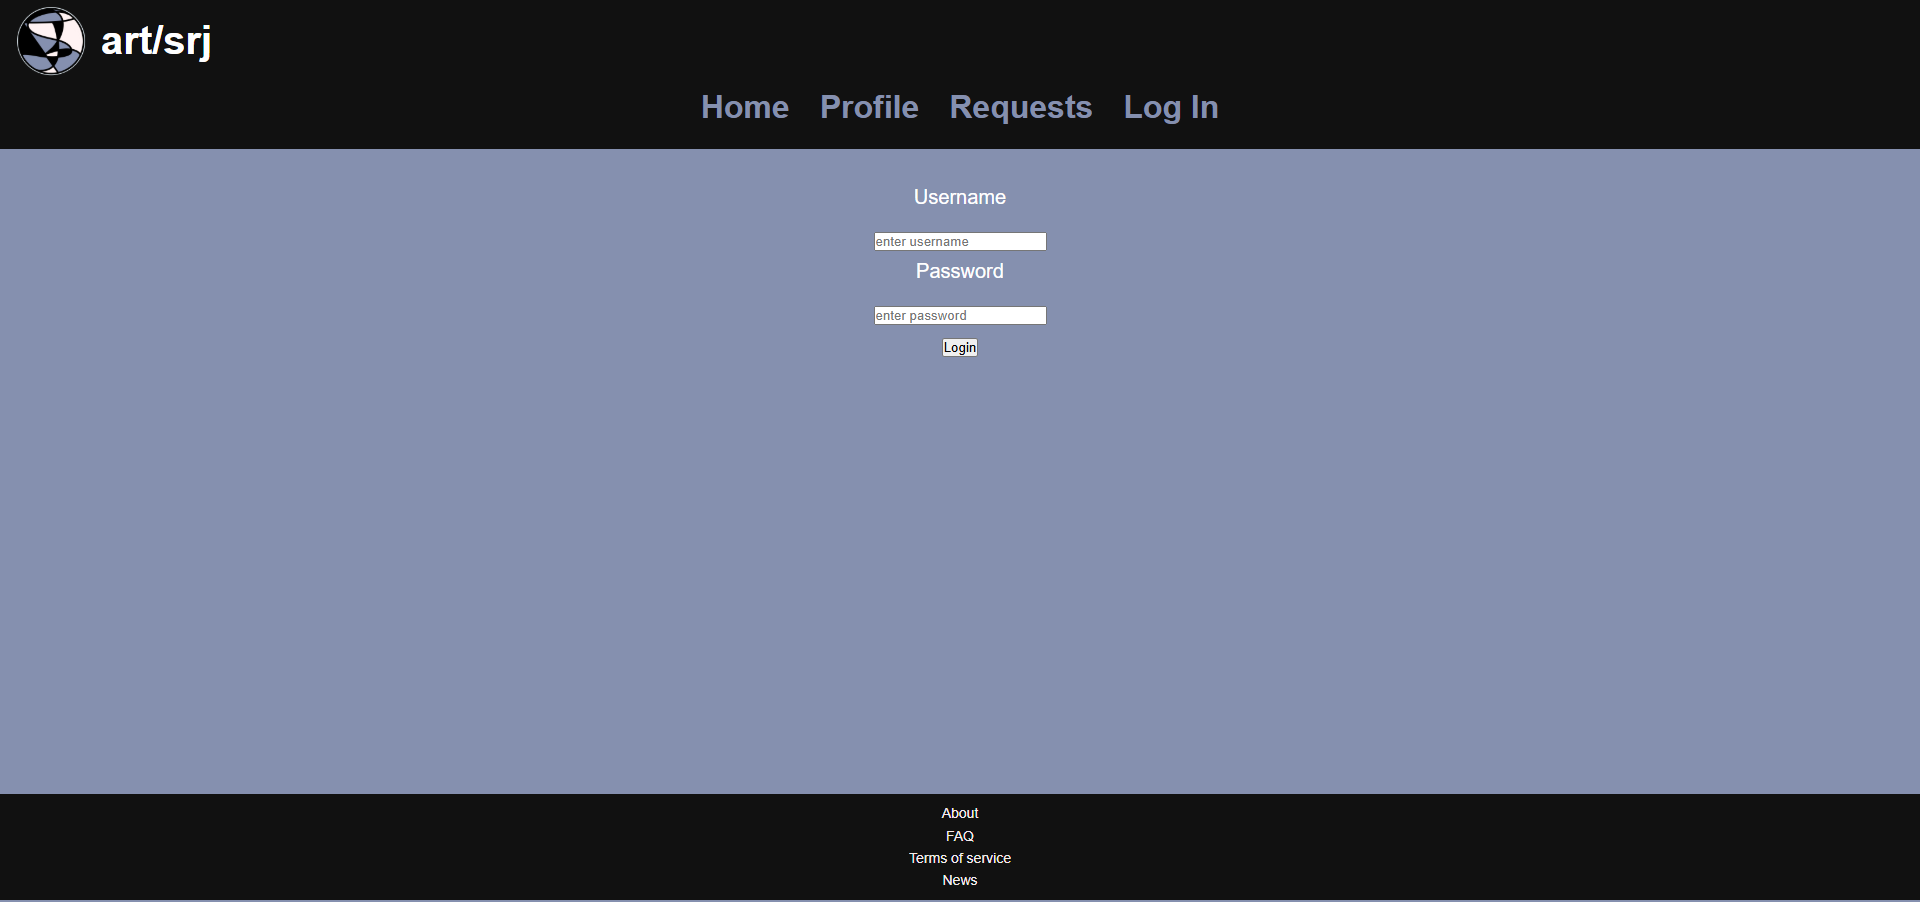 art/srj
Home Profile Requests Log In
Username
enter username
Password
enter password
Login
About
FAQ
Terms of service
News